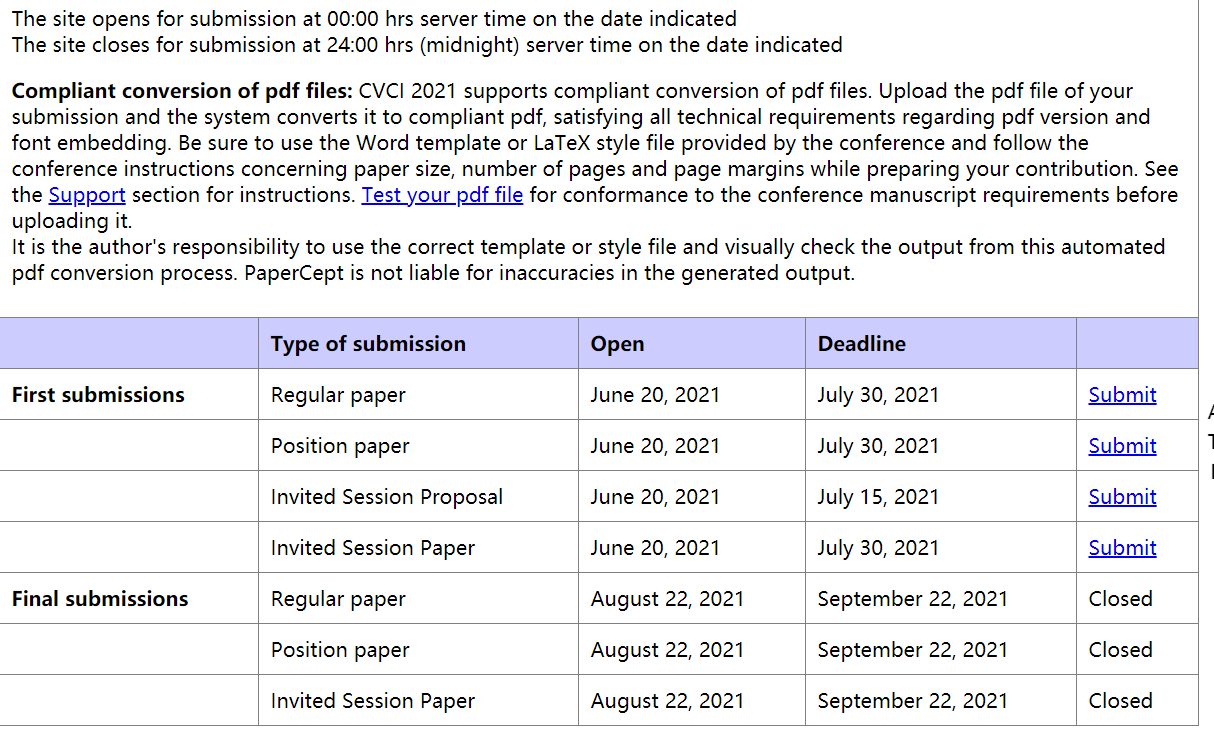 The site opens for submission at 00:00 hrs server time on the date indicated
The site closes for submission at 24:00 hrs (midnight) server time on the date indicated
Compliant conversion of pdf files: CVCI 2021 supports compliant conversion of pdf files. Upload the pdf file of your
submission and the system converts it to compliant pdf, satisfying all technical requirements regarding pdf version and
font embedding. Be sure to use the Word template or LaTeX style file provided by the conference and follow the
conference instructions concerning paper size, number of pages and page margins while preparing your contribution. See
the Support section for instructions. Test your pdf file for conformance to the conference manuscript requirements before
uploading it.
It is the author's responsibility to use the correct template or style file and visually check the output from this automated
pdf conversion process. PaperCept is not liable for inaccuracies in the generated output.
Type of submission Open Deadline
First submissions Regular paper June 20, 2021 July 30, 2021 Submit
Position paper June 20, 2021 July 30, 2021 Submit
Invited Session Proposal June 20, 2021 July 15, 2021 Submit
Invited Session Paper June 20, 2021 July 30, 2021 Submit
Final submissions Regular paper August 22, 2021 September 22, 2021 Closed
Position paper August 22, 2021 September 22, 2021 Closed
Invited Session Paper August 22, 2021 September 22, 2021 Closed